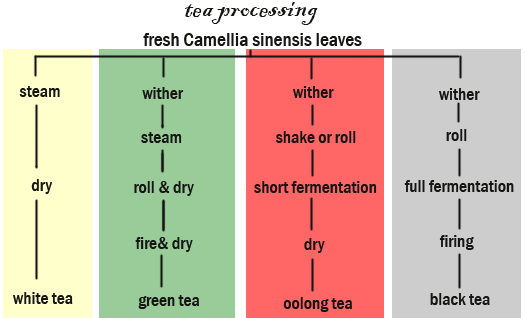 tea processing
fresh Camellia sinensis leaves
steam
dry
white tea
wither
steam
roll & dry
fire& dry
green tea
wither
shake or roll
short fermentation
dry
oolong tea
wither
roll
full fermentation
firing
black tea